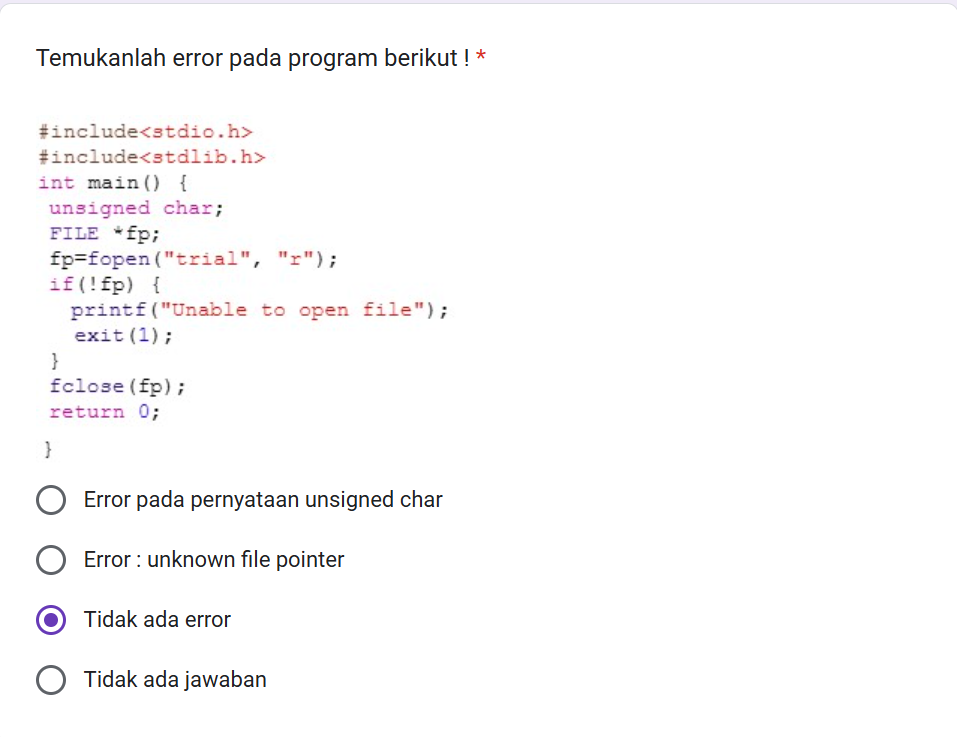 Temukanlah error pada program berikut ! *
#include<stdio.h>
#include<stdlib.h>
int main() {
unsigned char;
FILE *fp;
fp=fopen("trial", "r");
if(!fp) {
printf("Unable to open file");
exit(1);
}
fclose(fp);
return 0;
}
Error pada pernyataan unsigned char
Error : unknown file pointer
Tidak ada error
Tidak ada jawaban